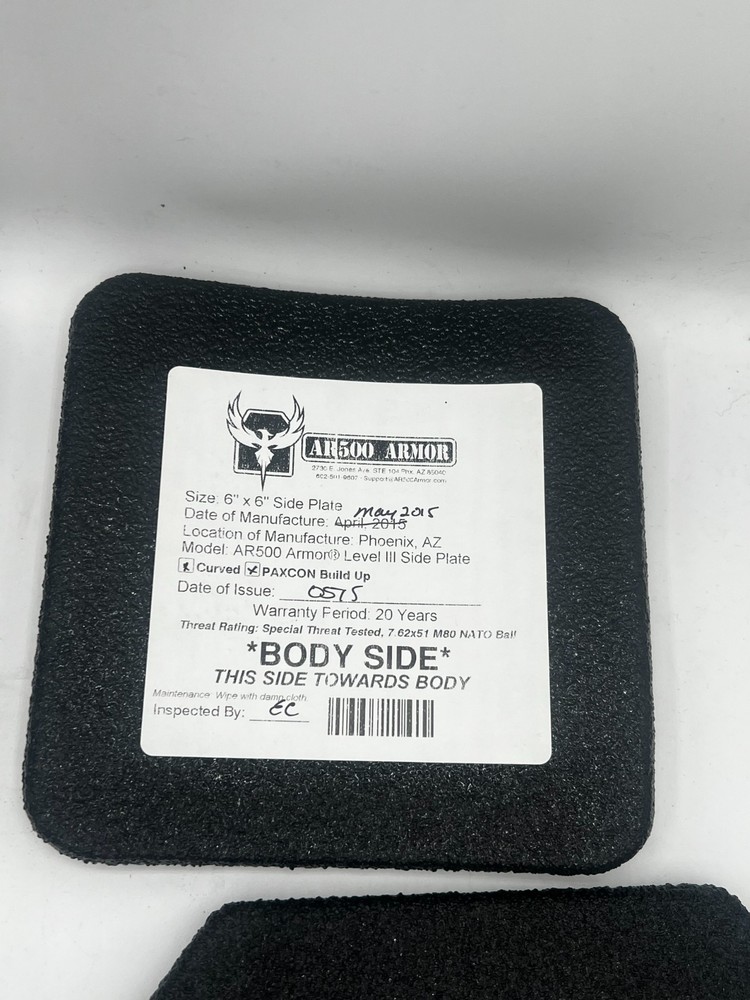 AR500 ARMOR
2730 E. Jones Ave. STE 104 Phx, AZ 85040
Support@AR500Armor.com
Size: 6" x 6" Side Plate
May 2015
Date of Manufacture: April, 2015
Location of Manufacture: Phoenix, AZ
Model: AR500 Armor® Level III Side Plate
Curved PAXCON Build Up
Date of Issue: 0515
Warranty Period: 20 Years
Threat Rating: Special Threat Tested, 7.62x51 M80 NATO Ball
*BODY SIDE*
THIS SIDE TOWARDS BODY
Maintenance: Wipe with damp cloth
Inspected By: EC